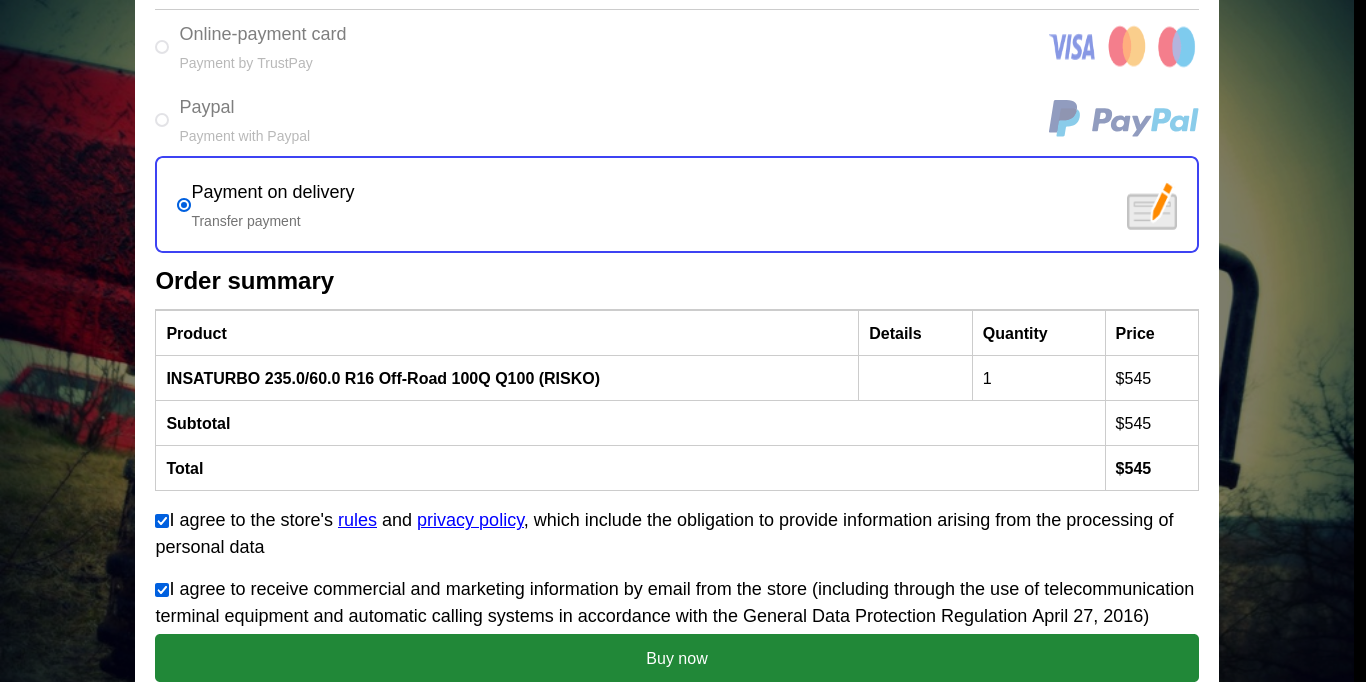 Online-payment card
Payment by TrustPay
VISA
Paypal
Payment with Paypal
PayPal
Payment on delivery
Transfer payment
Order summary
Product Details Quantity Price
INSATURBO 235.0/60.0 R16 Off-Road 100Q Q100 (RISKO) 1 $545
Subtotal $545
Total $545
I agree to the store's rules and privacy policy, which include the obligation to provide information arising from the processing of
personal data
I agree to receive commercial and marketing information by email from the store (including through the use of telecommunication
terminal equipment and automatic calling systems in accordance with the General Data Protection Regulation April 27, 2016)
Buy now